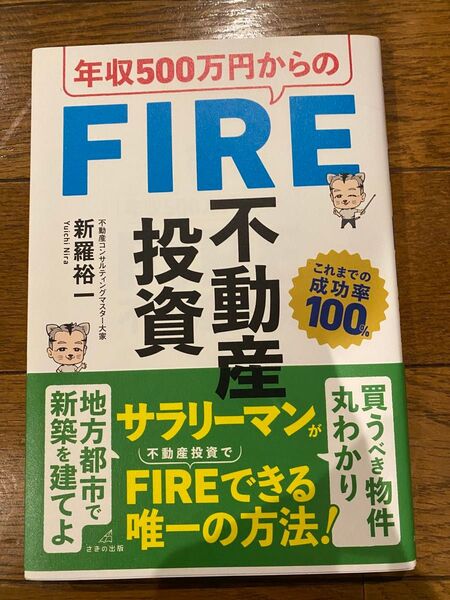 年収500万円からの
FIRE
不動産
投資
不動産コンサルティングマスター大家
新羅裕一
Yuichi Nira
これまでの
成功率
100%
買うべき物件
丸わかり
サラリーマンが
不動産投資で
FIREできる
唯一の方法!
地方都市で
新築を建てよ
さきの出版